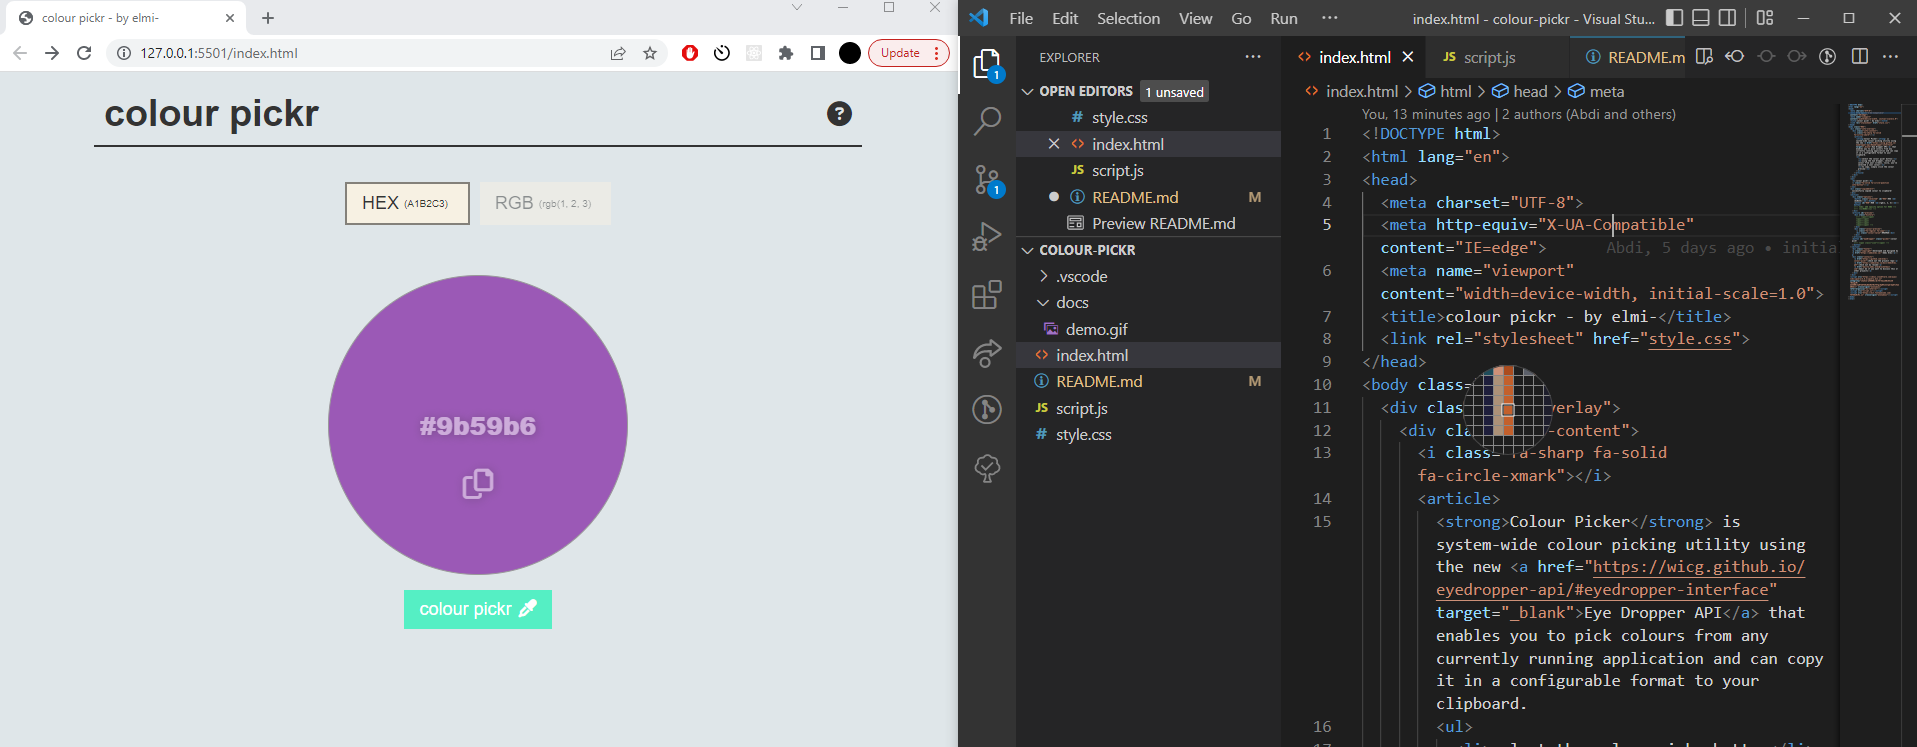 colour pickr - by elmi-
127.0.0.1:5501/index.html
Update
colour pickr
?
HEX (A1B2C3)
RGB (rgb(1, 2, 3)
#9b59b6
colour pickr
File Edit Selection View Go Run ···
index.html - colour-pickr - Visual Stu...
1
1
EXPLORER
OPEN EDITORS 1 unsaved
# style.css
index.html
JS script.js
README.md M
Preview README.md
COLOUR-PICKR
.vscode
docs
demo.gif
index.html
README.md M
JS script.js
# style.css
index.html
JS script.js
README.m
index.html > html > head > meta
You, 13 minutes ago | 2 authors (Abdi and others)
1 <!DOCTYPE html>
2 <html lang="en">
3 <head>
4 <meta charset="UTF-8">
5 <meta http-equiv="X-UA-Compatible"
content="IE=edge"> Abdi, 5 days ago • initia
6 <meta name="viewport"
content="width=device-width, initial-scale=1.0">
7 <title>colour pickr - by elmi-</title>
8 <link rel="stylesheet" href="style.css">
9 </head>
10 <body class=
11 <div clas erlay">
12 <div cl -content">
13 <i class="fa-sharp fa-solid
fa-circle-xmark"></i>
14 <article>
15 <strong>Colour Picker</strong> is
system-wide colour picking utility using
the new <a href="https://wicg.github.io/
eyedropper-api/#eyedropper-interface"
target="_blank">Eye Dropper API</a> that
enables you to pick colours from any
currently running application and can copy
it in a configurable format to your
clipboard.
16 <ul>